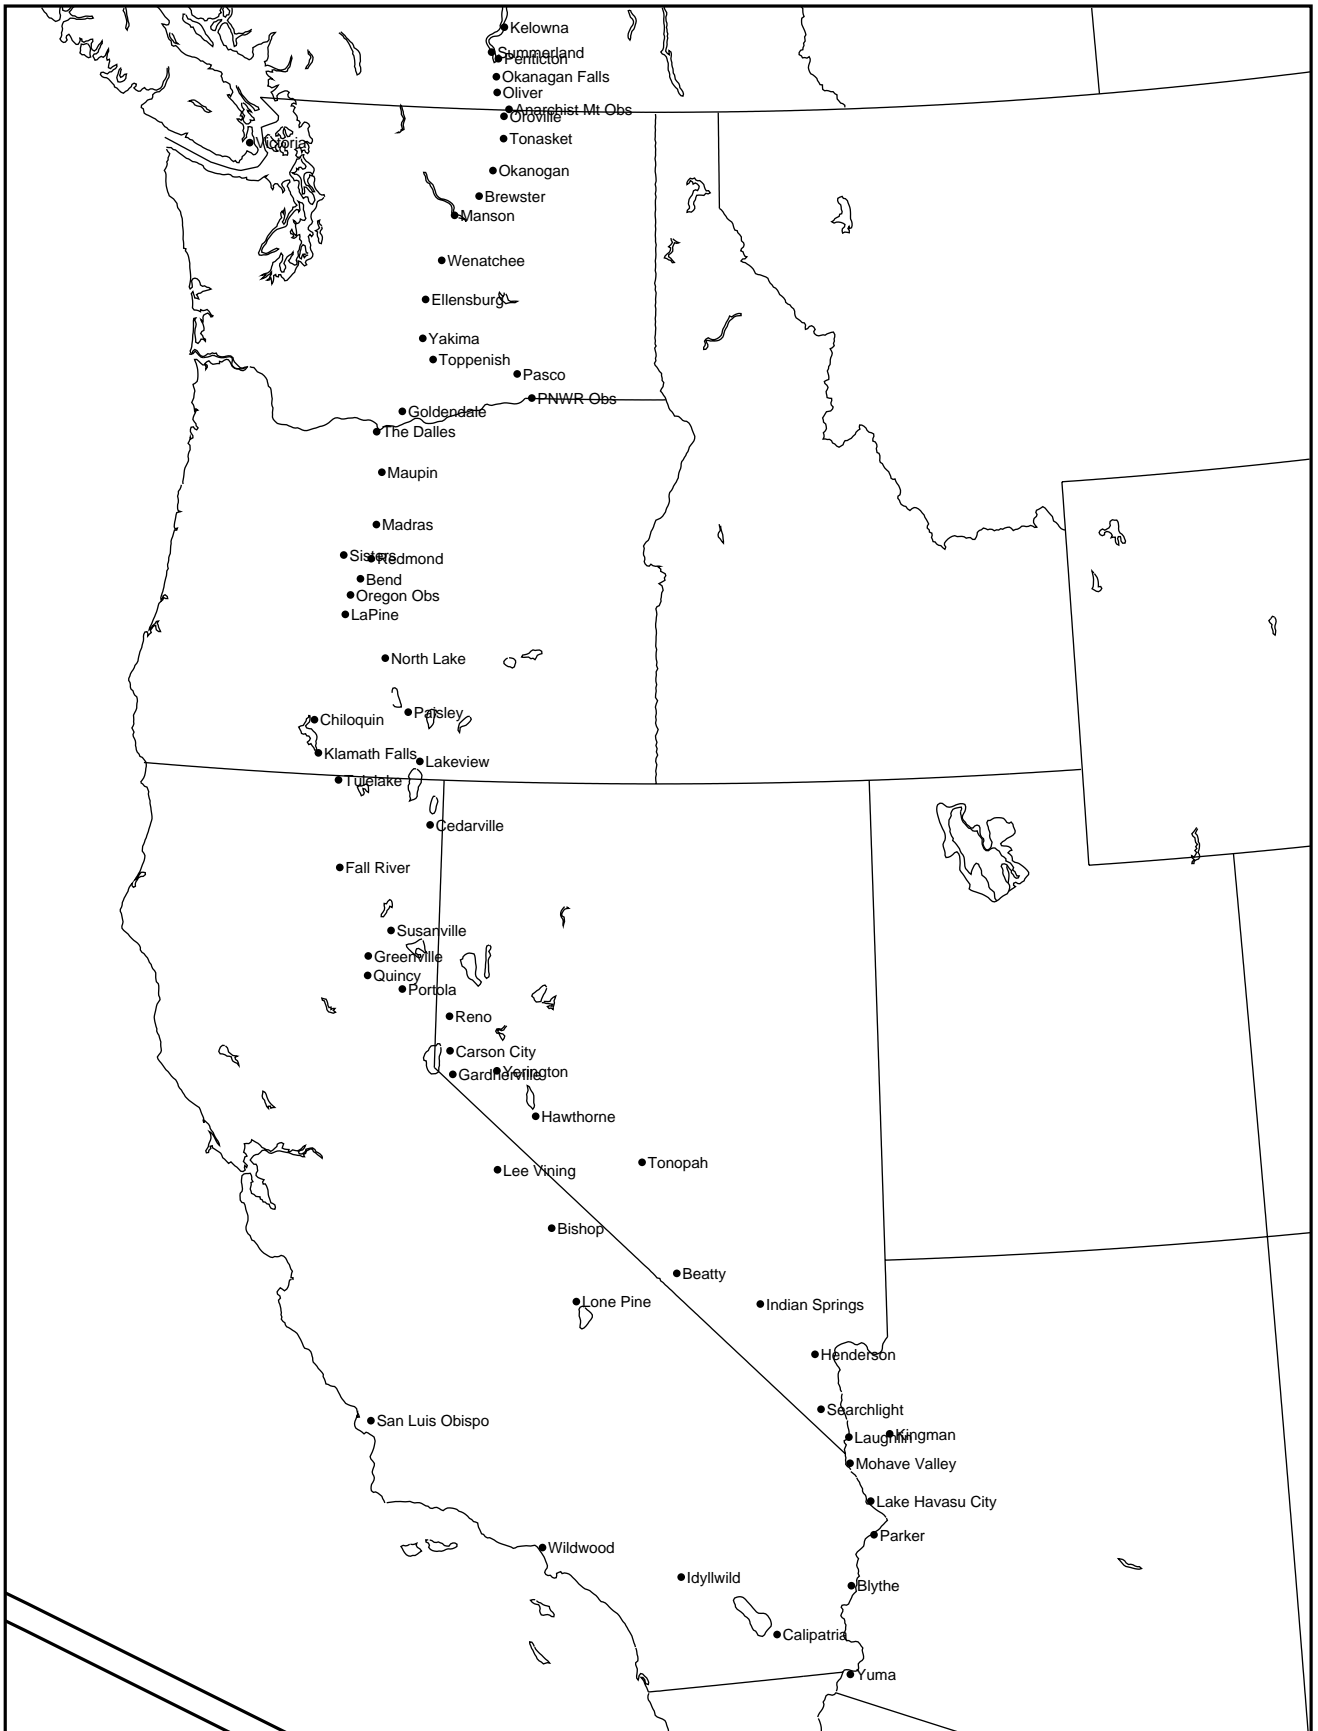 Kelowna
Summerland
Penticton
Okanagan Falls
Oliver
Anarchist Mt Obs
Oroville
Tonasket
Victoria
Okanogan
Brewster
Manson
Wenatchee
Ellensburg
Yakima
Toppenish
Pasco
PNWR Obs
Goldendale
The Dalles
Maupin
Madras
Sisters
Redmond
Bend
Oregon Obs
LaPine
North Lake
Paisley
Chiloquin
Klamath Falls
Lakeview
Tulelake
Cedarville
Fall River
Susanville
Greenville
Quincy
Portola
Reno
Carson City
Yerington
Gardnerville
Hawthorne
Tonopah
Lee Vining
Bishop
Beatty
Lone Pine
Indian Springs
Henderson
Searchlight
San Luis Obispo
Kingman
Laughlin
Mohave Valley
Lake Havasu City
Parker
Wildwood
Idyllwild
Blythe
Calipatria
Yuma